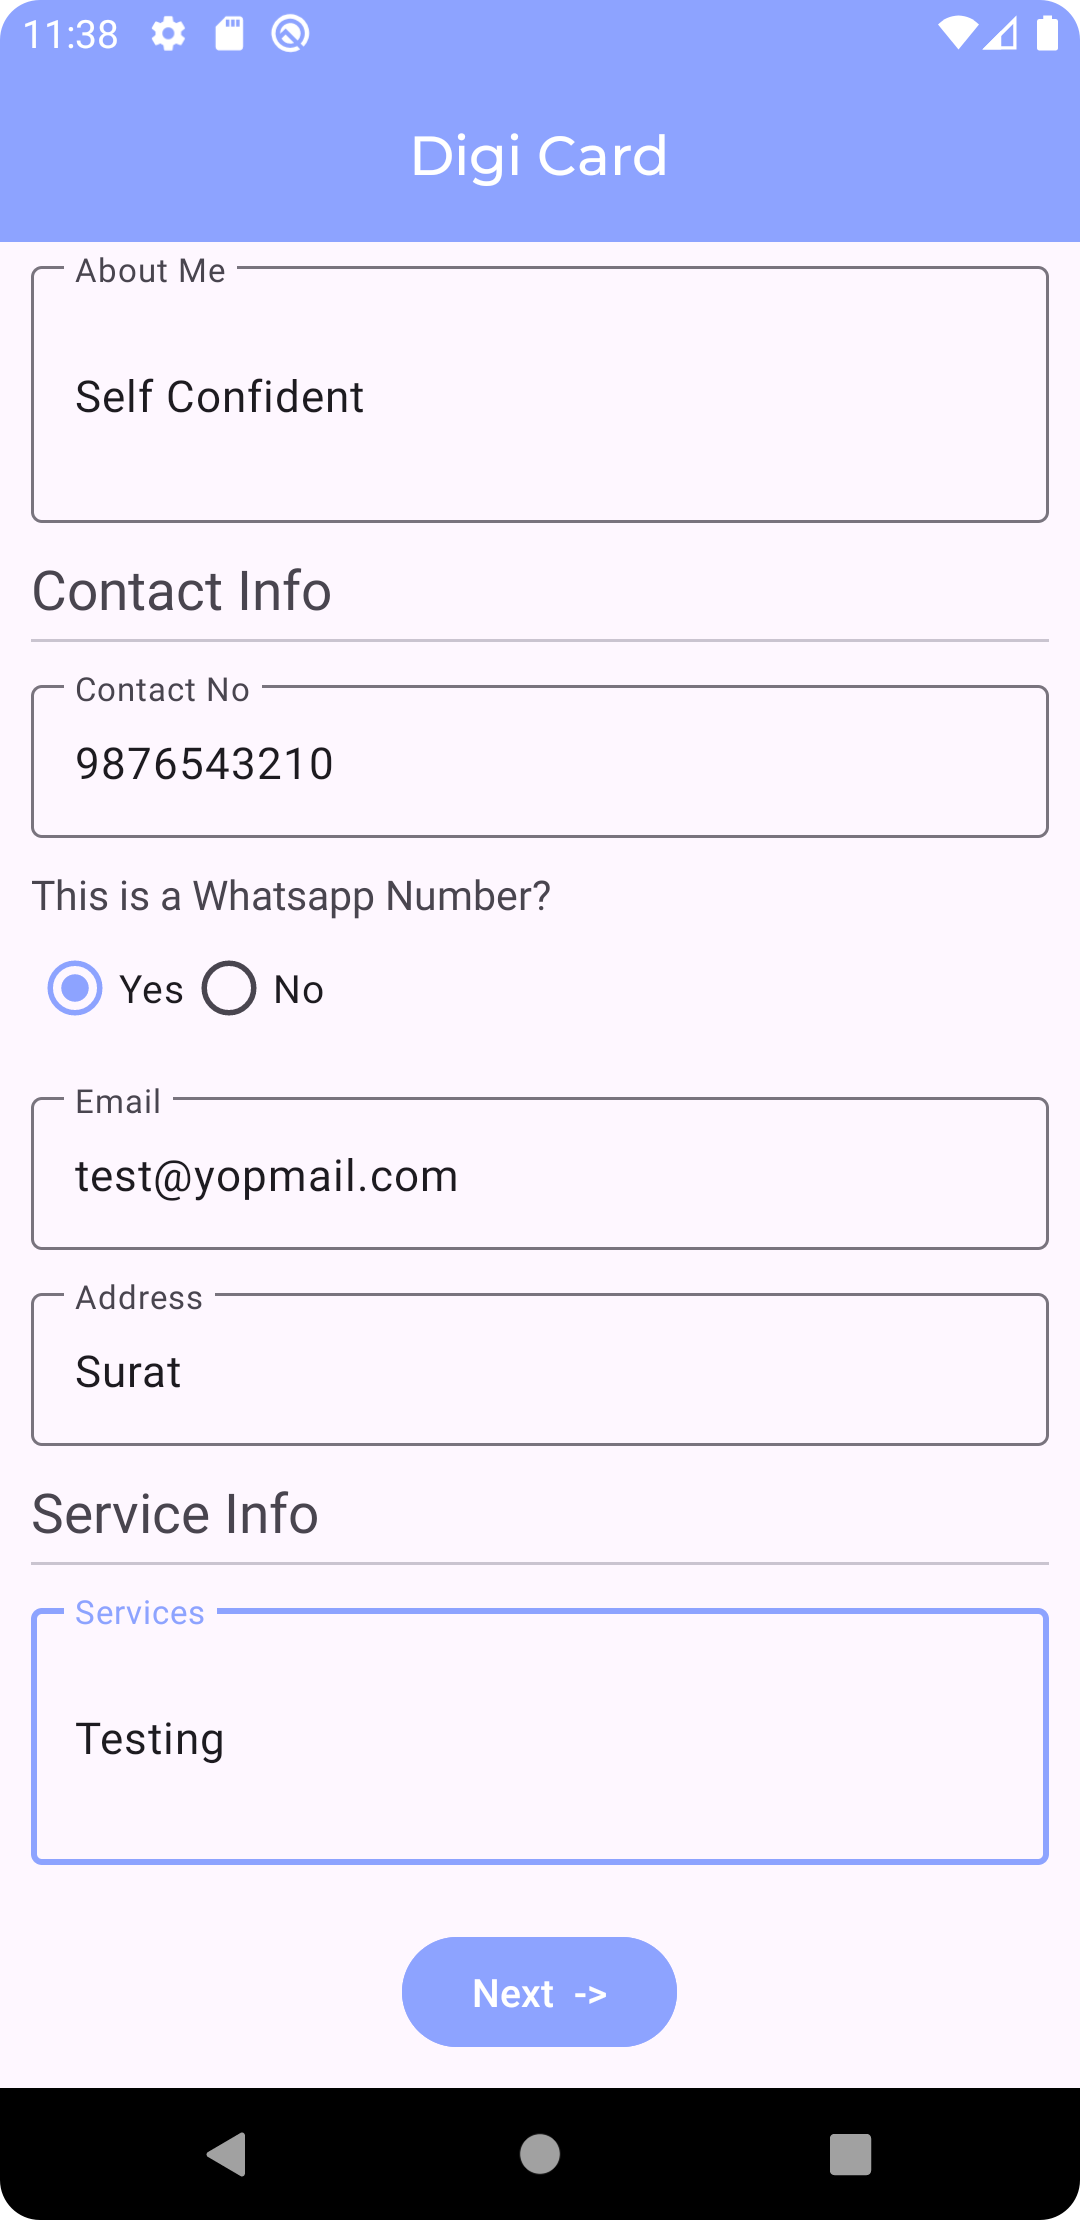 11:38
Digi Card
About Me
Self Confident
Contact Info
Contact No
9876543210
This is a Whatsapp Number?
Yes No
Email
test@yopmail.com
Address
Surat
Service Info
Services
Testing
Next ->